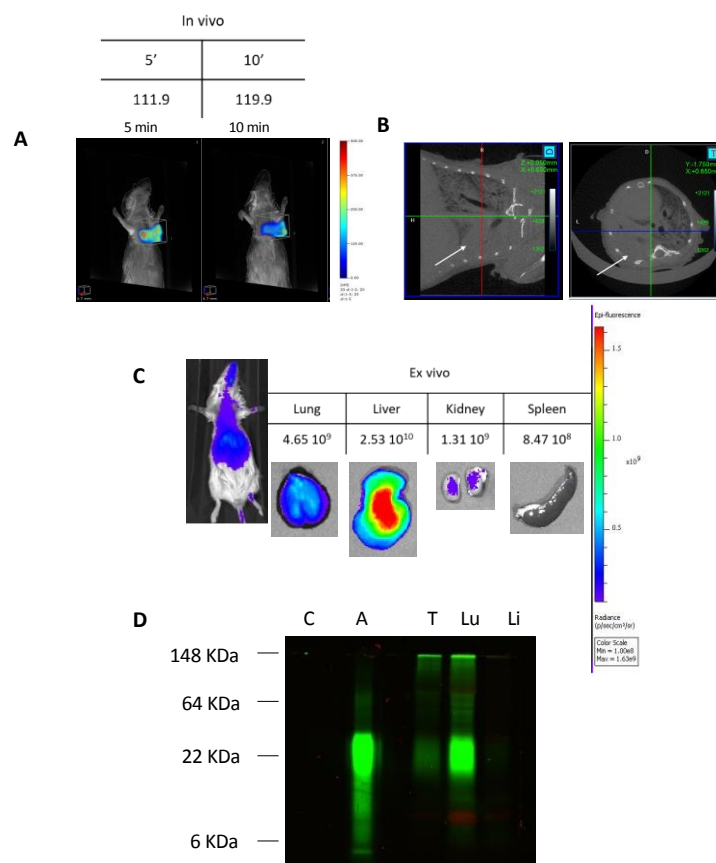 In vivo
5′ 10′
111.9 119.9
5 min 10 min
A
B
C
Ex vivo
Lung Liver Kidney Spleen
4.65 10⁹ 2.53 10¹⁰ 1.31 10⁹ 8.47 10⁸
Epi-fluorescence
1.5
1.0
x10⁹
0.5
Radiance
(p/sec/cm²/sr)
Color Scale
Min = 1.00e8
Max = 1.63e9
D
C A T Lu Li
148 KDa
64 KDa
22 KDa
6 KDa